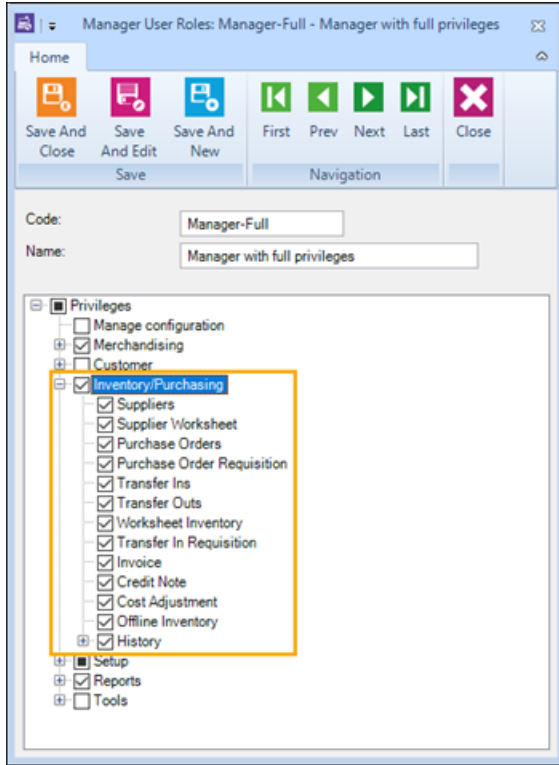 Manager User Roles: Manager-Full - Manager with full privileges
Home
Save And Close
Save And Edit
Save And New
First
Prev
Next
Last
Close
Save
Navigation
Code:
Manager-Full
Name:
Manager with full privileges
Privileges
Manage configuration
Merchandising
Customer
Inventory/Purchasing
Suppliers
Supplier Worksheet
Purchase Orders
Purchase Order Requisition
Transfer Ins
Transfer Outs
Worksheet Inventory
Transfer In Requisition
Invoice
Credit Note
Cost Adjustment
Offline Inventory
History
Setup
Reports
Tools